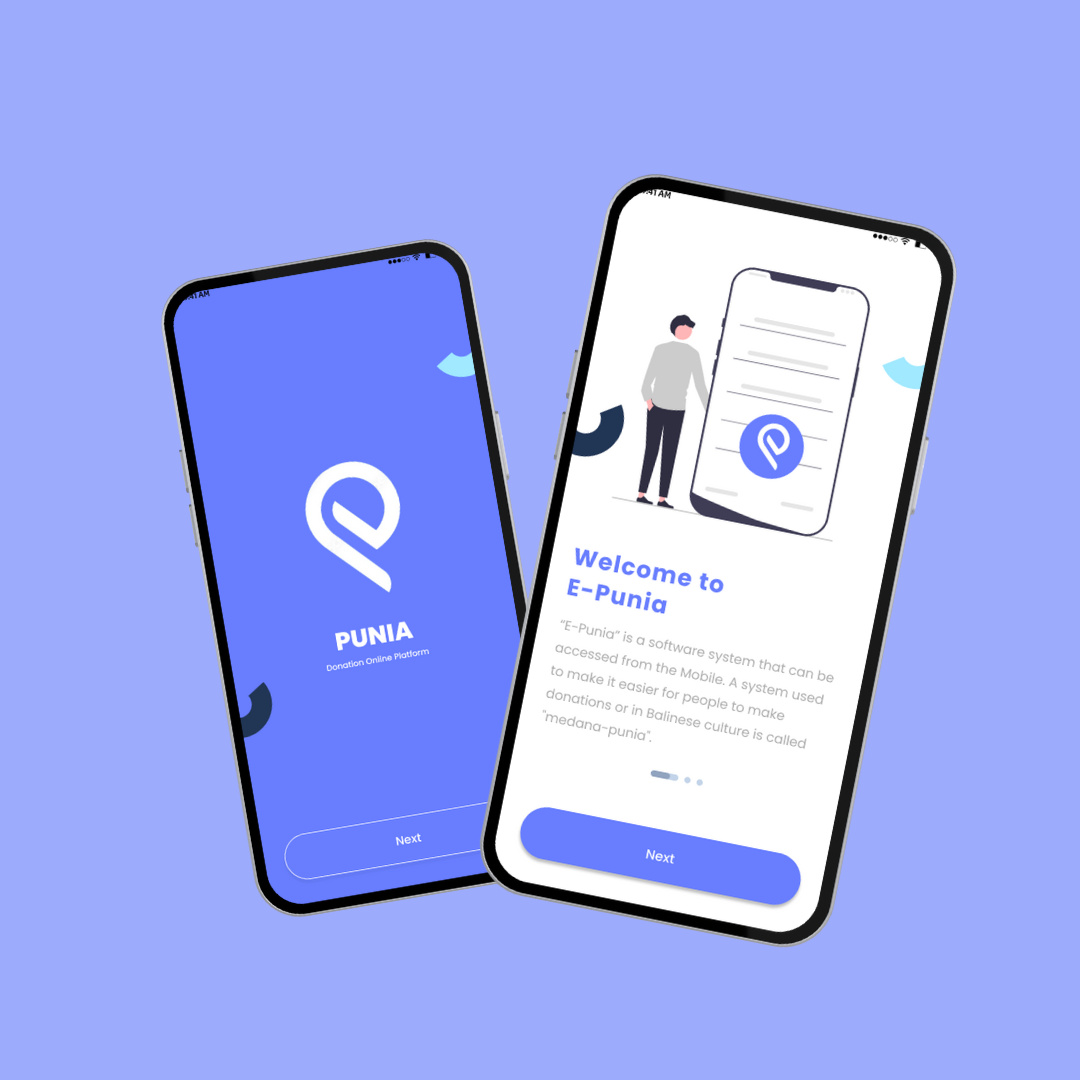 PUNIA
Donation Online Platform
Next
Welcome to
E-Punia
"E-Punia" is a software system that can be
accessed from the Mobile. A system used
to make it easier for people to make
donations or in Balinese culture is called
"medana-punia".
Next